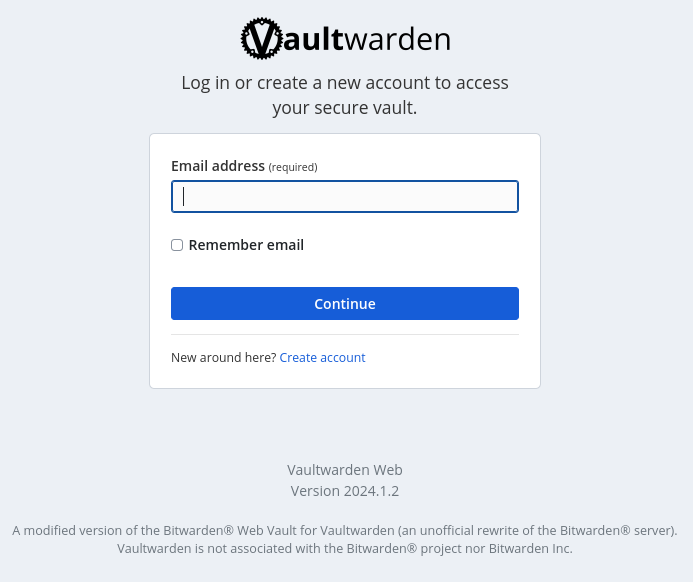 Vaultwarden
Log in or create a new account to access
your secure vault.
Email address (required)
Remember email
Continue
New around here? Create account
Vaultwarden Web
Version 2024.1.2
A modified version of the Bitwarden® Web Vault for Vaultwarden (an unofficial rewrite of the Bitwarden® server).
Vaultwarden is not associated with the Bitwarden® project nor Bitwarden Inc.